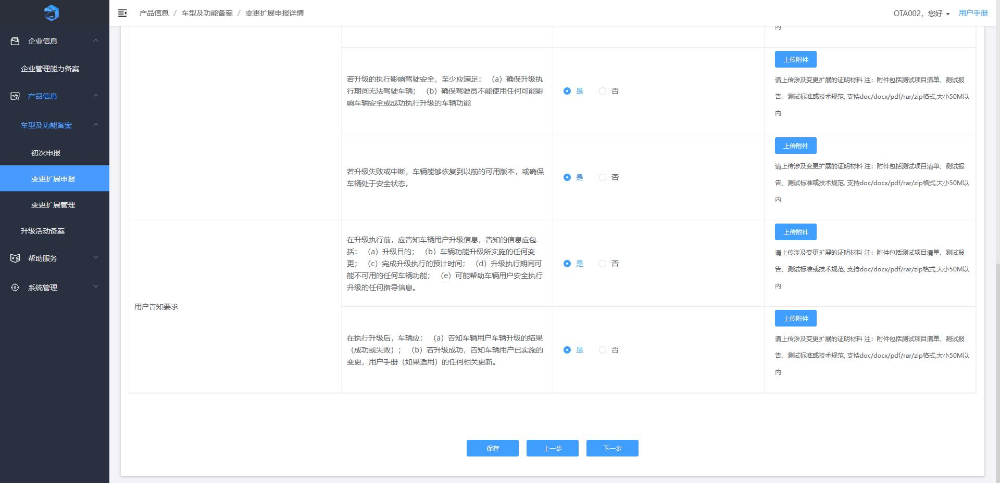 产品信息 / 车型及功能备案 / 变更扩展申报详情
OTA002，您好
用户手册
企业信息
企业管理能力备案
产品信息
车型及功能备案
初次申报
变更扩展申报
变更扩展管理
升级活动备案
帮助服务
系统管理
内
若升级的执行影响驾驶安全，至少应满足： （a）确保升级执
行期间无法驾驶车辆； （b）确保驾驶员不能使用任何可能影
响车辆安全或成功执行升级的车辆功能
是 否
上传附件
请上传涉及变更扩展的证明材料 注：附件包括测试项目清单、测试报
告、测试标准或技术规范, 支持doc/docx/pdf/rar/zip格式,大小50M以
内
若升级失败或中断，车辆能够恢复到以前的可用版本，或确保
车辆处于安全状态。
是 否
上传附件
请上传涉及变更扩展的证明材料 注：附件包括测试项目清单、测试报
告、测试标准或技术规范, 支持doc/docx/pdf/rar/zip格式,大小50M以
内
用户告知要求
在升级执行前，应告知车辆用户升级信息，告知的信息应包
括： （a）升级目的； （b）车辆功能升级所实施的任何变
更； （c）完成升级执行的预计时间； （d）升级执行期间可
能不可用的任何车辆功能； （e）可能帮助车辆用户安全执行
升级的任何指导信息。
是 否
上传附件
请上传涉及变更扩展的证明材料 注：附件包括测试项目清单、测试报
告、测试标准或技术规范, 支持doc/docx/pdf/rar/zip格式,大小50M以
内
在执行升级后，车辆应： （a）告知车辆用户车辆升级的结果
（成功或失败）； （b）若升级成功，告知车辆用户已实施的
变更，用户手册（如果适用）的任何相关更新。
是 否
上传附件
请上传涉及变更扩展的证明材料 注：附件包括测试项目清单、测试报
告、测试标准或技术规范, 支持doc/docx/pdf/rar/zip格式,大小50M以
内
保存
上一步
下一步